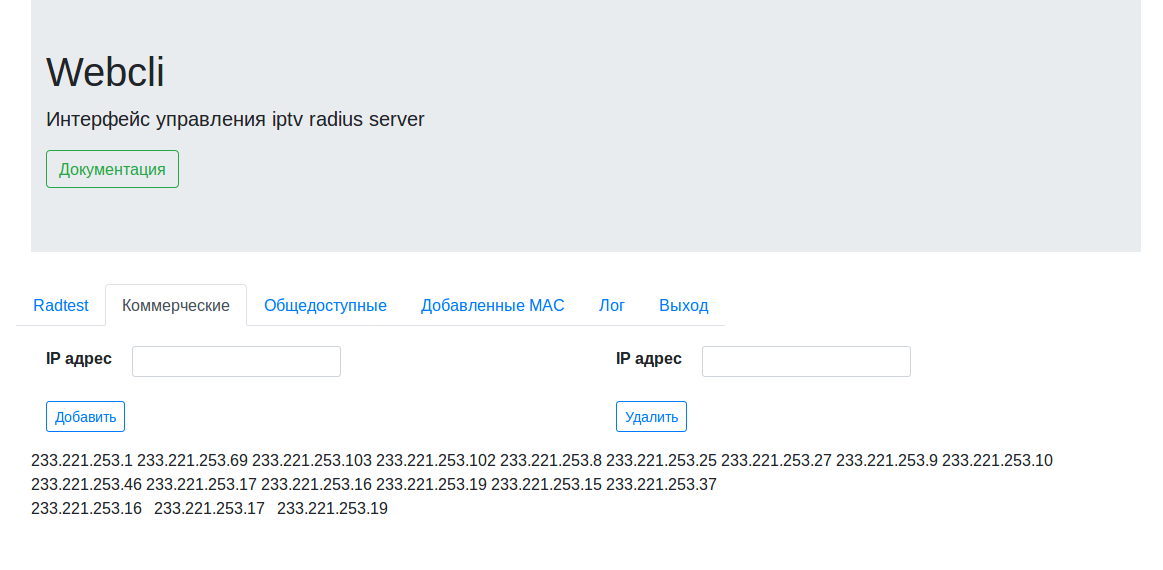 Webcli
Интерфейс управления iptv radius server
Документация
Radtest Коммерческие Общедоступные Добавленные MAC Лог Выход
IP адрес IP адрес
Добавить Удалить
233.221.253.1 233.221.253.69 233.221.253.103 233.221.253.102 233.221.253.8 233.221.253.25 233.221.253.27 233.221.253.9 233.221.253.10
233.221.253.46 233.221.253.17 233.221.253.16 233.221.253.19 233.221.253.15 233.221.253.37
233.221.253.16 233.221.253.17 233.221.253.19